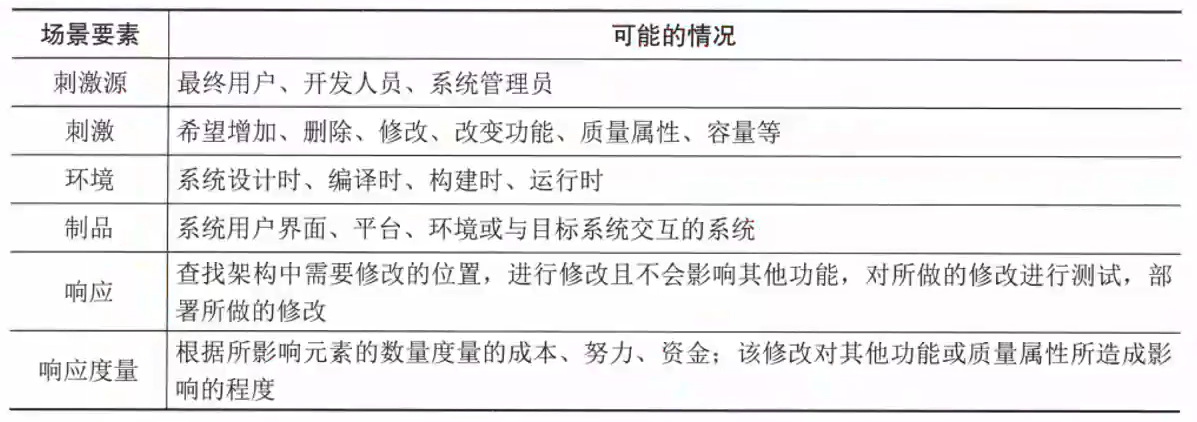 场景要素 可能的情况
刺激源 最终用户、开发人员、系统管理员
刺激 希望增加、删除、修改、改变功能、质量属性、容量等
环境 系统设计时、编译时、构建时、运行时
制品 系统用户界面、平台、环境或与目标系统交互的系统
响应 查找架构中需要修改的位置，进行修改且不会影响其他功能，对所做的修改进行测试，部
署所做的修改
响应度量 根据所影响元素的数量度量的成本、努力、资金；该修改对其他功能或质量属性所造成影
响的程度